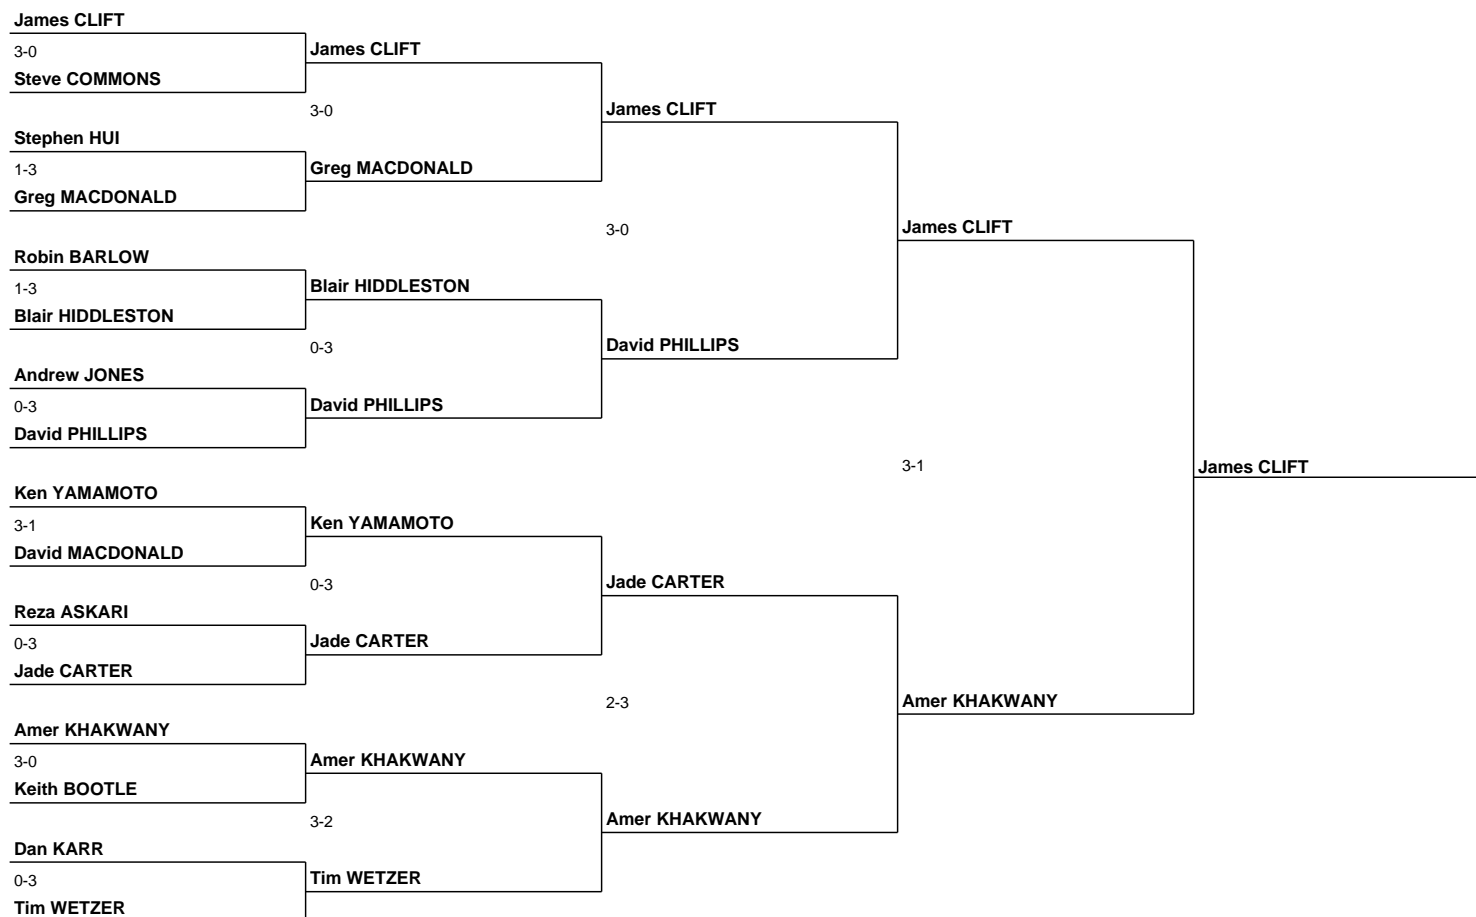 James CLIFT
3-0
Steve COMMONS
Stephen HUI
1-3
Greg MACDONALD
Robin BARLOW
1-3
Blair HIDDLESTON
Andrew JONES
0-3
David PHILLIPS
Ken YAMAMOTO
3-1
David MACDONALD
Reza ASKARI
0-3
Jade CARTER
Amer KHAKWANY
3-0
Keith BOOTLE
Dan KARR
0-3
Tim WETZER
James CLIFT
3-0
Greg MACDONALD
Blair HIDDLESTON
0-3
David PHILLIPS
Ken YAMAMOTO
0-3
Jade CARTER
Amer KHAKWANY
3-2
Tim WETZER
James CLIFT
3-0
David PHILLIPS
Jade CARTER
2-3
Amer KHAKWANY
James CLIFT
3-1
Amer KHAKWANY
James CLIFT